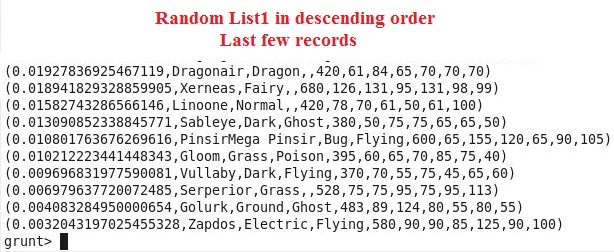 Random List1 in descending order
Last few records
(0.01927836925467119,Dragonair,Dragon,,420,61,84,65,70,70,70)
(0.018941829328859905,Xerneas,Fairy,,680,126,131,95,131,98,99)
(0.01582743286566146,Linoone,Normal,,420,78,70,61,50,61,100)
(0.013090852338845771,Sableye,Dark,Ghost,380,50,75,75,65,65,50)
(0.010801763676269616,PinsirMega Pinsir,Bug,Flying,600,65,155,120,65,90,105)
(0.010212223441448343,Gloom,Grass,Poison,395,60,65,70,85,75,40)
(0.009696831977590081,Vullaby,Dark,Flying,370,70,55,75,45,65,60)
(0.006979637720072485,Serperior,Grass,,528,75,75,95,75,95,113)
(0.004083284950000654,Golurk,Ground,Ghost,483,89,124,80,55,80,55)
(0.0032043197025455328,Zapdos,Electric,Flying,580,90,90,85,125,90,100)
grunt>